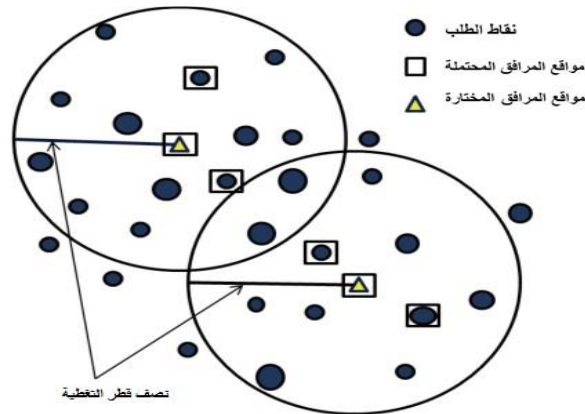 نقاط الطلب
مواقع المرافق المحتملة
مواقع المرافق المختارة
نصف قطر التغطية